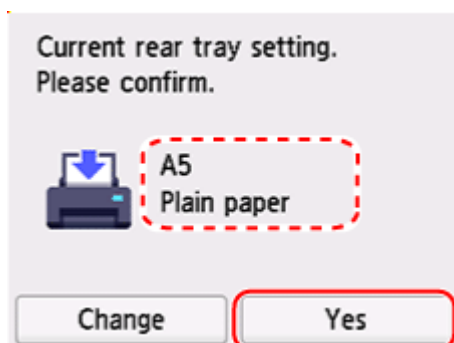 Current rear tray setting.
Please confirm.
A5
Plain paper
Change
Yes